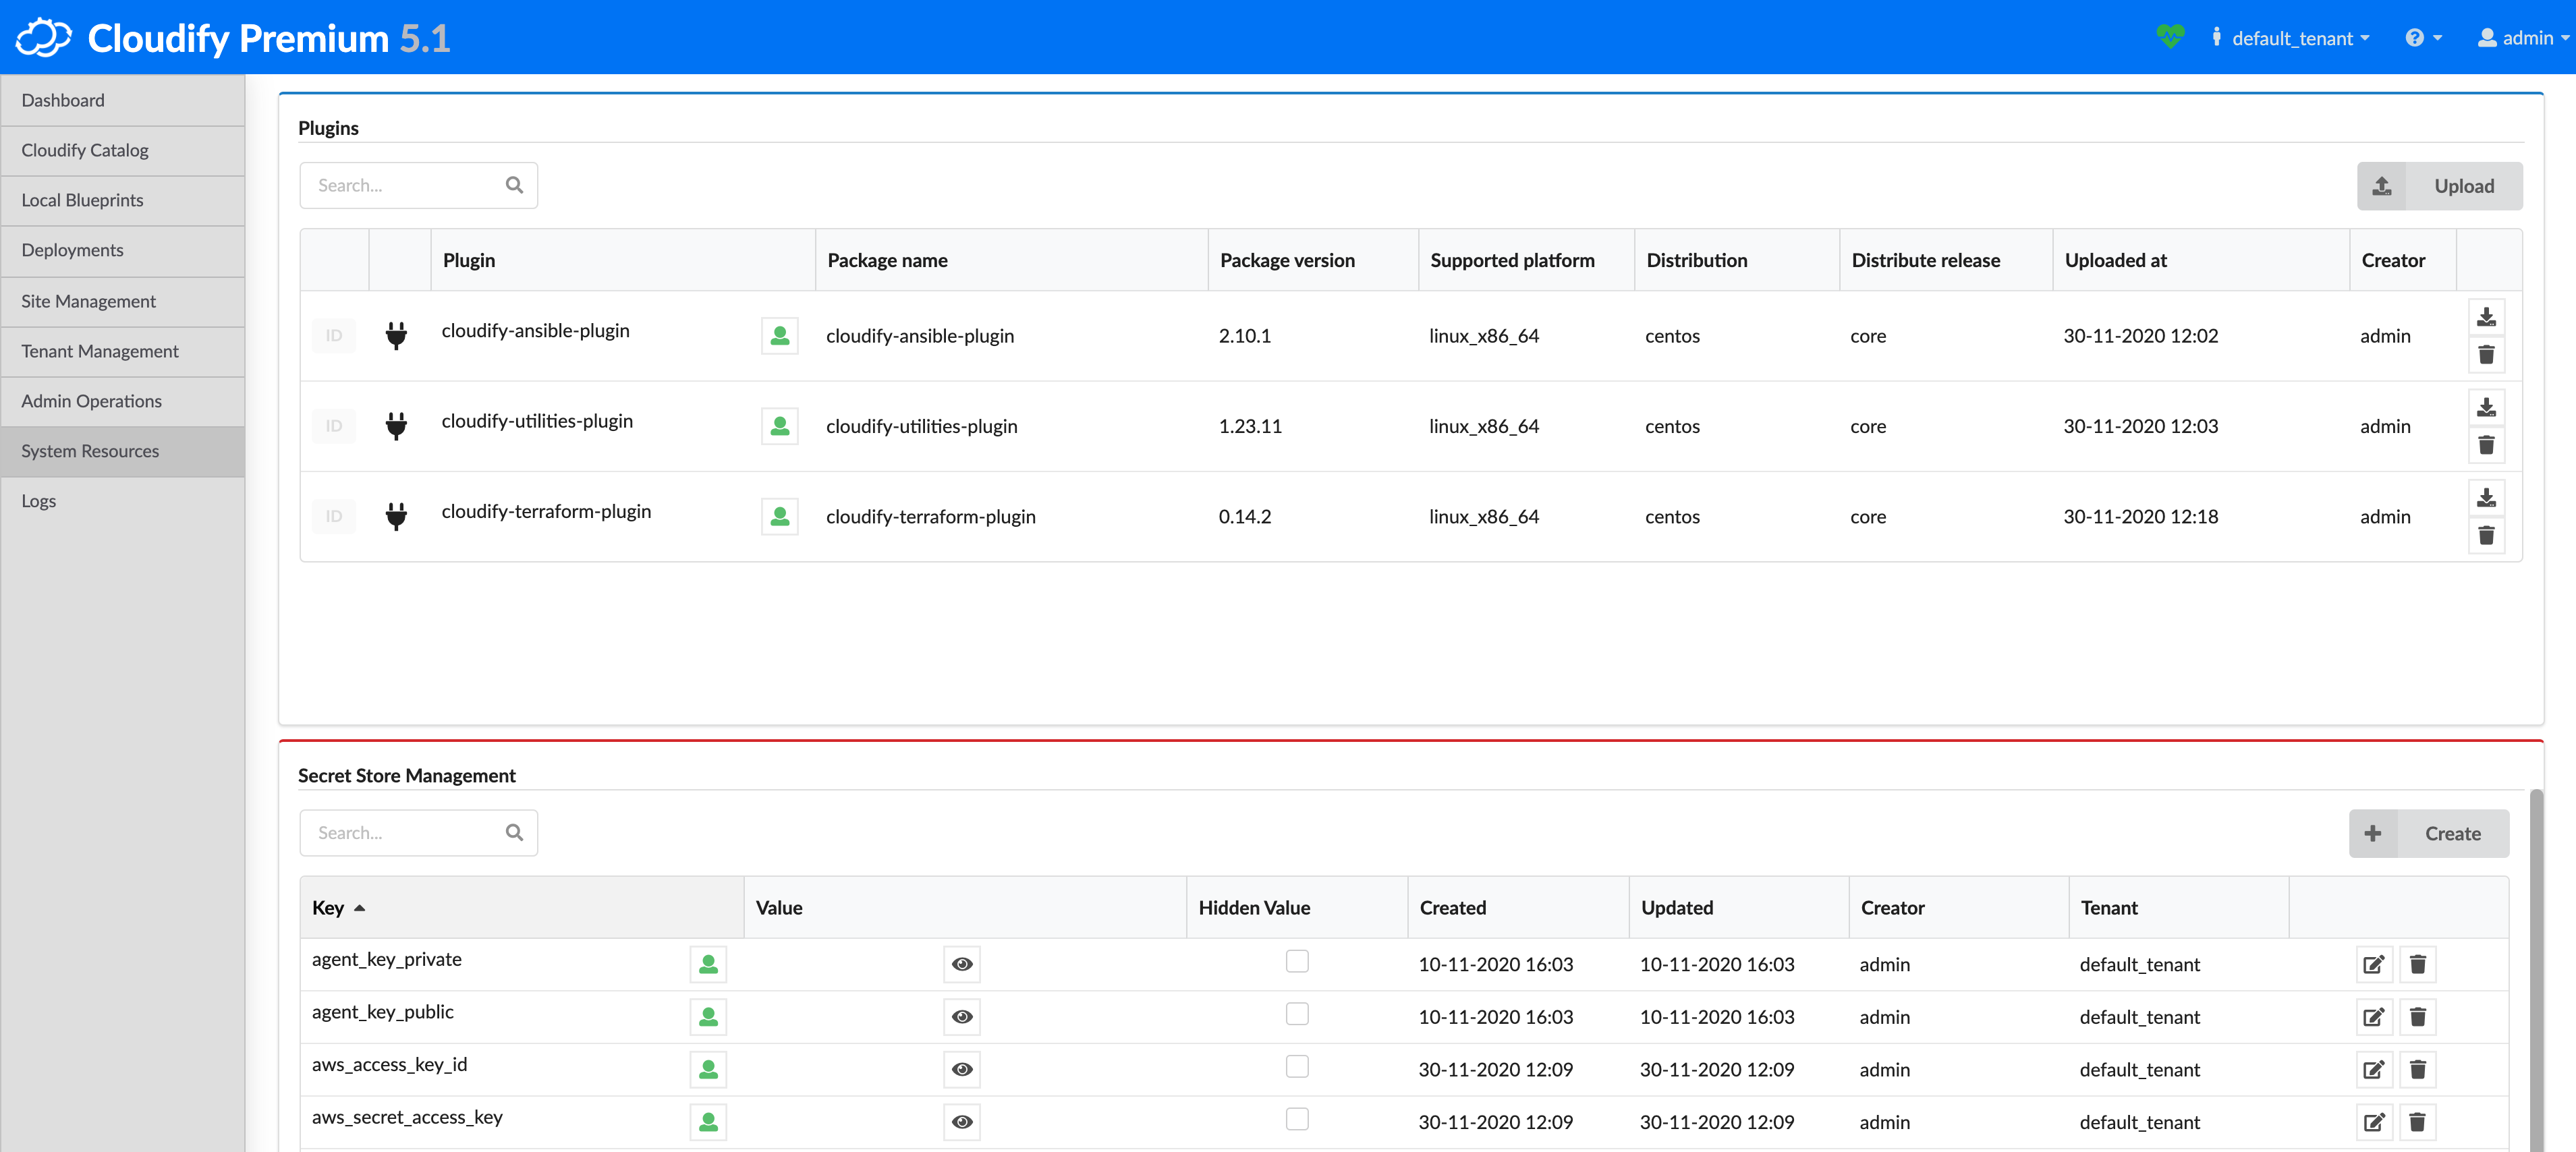 Cloudify Premium 5.1
default_tenant
admin
Dashboard
Cloudify Catalog
Local Blueprints
Deployments
Site Management
Tenant Management
Admin Operations
System Resources
Logs
Plugins
Search...
Upload
Plugin Package name Package version Supported platform Distribution Distribute release Uploaded at Creator
ID cloudify-ansible-plugin cloudify-ansible-plugin 2.10.1 linux_x86_64 centos core 30-11-2020 12:02 admin
ID cloudify-utilities-plugin cloudify-utilities-plugin 1.23.11 linux_x86_64 centos core 30-11-2020 12:03 admin
ID cloudify-terraform-plugin cloudify-terraform-plugin 0.14.2 linux_x86_64 centos core 30-11-2020 12:18 admin
Secret Store Management
Search...
Create
Key Value Hidden Value Created Updated Creator Tenant
agent_key_private 10-11-2020 16:03 10-11-2020 16:03 admin default_tenant
agent_key_public 10-11-2020 16:03 10-11-2020 16:03 admin default_tenant
aws_access_key_id 30-11-2020 12:09 30-11-2020 12:09 admin default_tenant
aws_secret_access_key 30-11-2020 12:09 30-11-2020 12:09 admin default_tenant